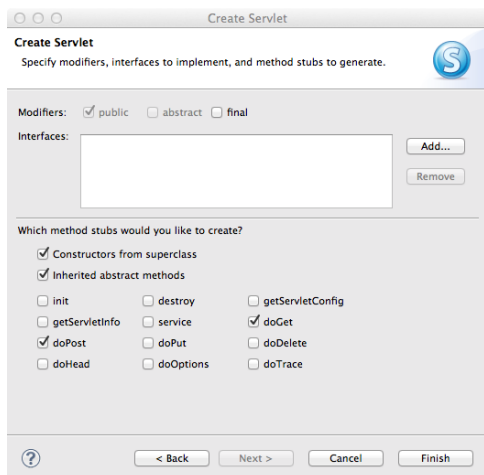 Create Servlet
Create Servlet
Specify modifiers, interfaces to implement, and method stubs to generate.
S
Modifiers: public abstract final
Interfaces:
Add...
Remove
Which method stubs would you like to create?
Constructors from superclass
Inherited abstract methods
init destroy getServletConfig
getServletInfo service doGet
doPost doPut doDelete
doHead doOptions doTrace
? < Back Next > Cancel Finish